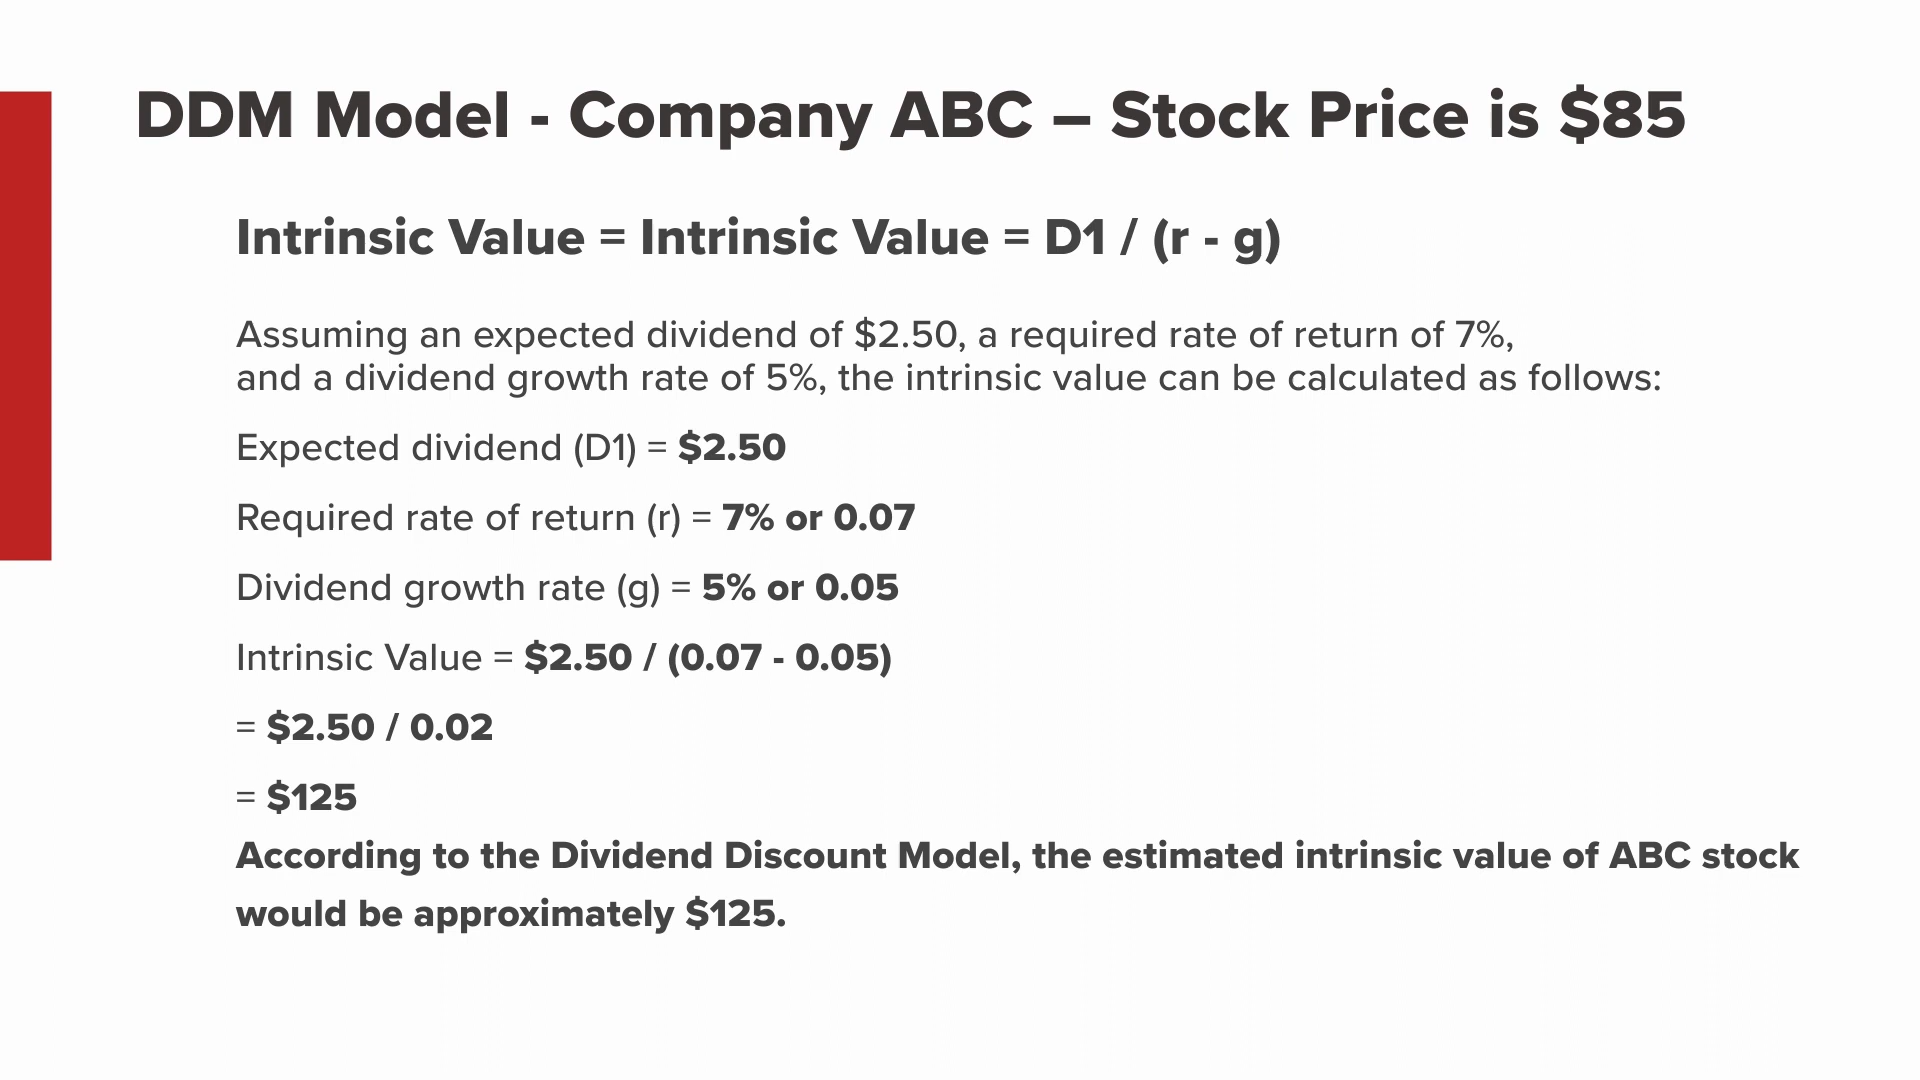 DDM Model - Company ABC – Stock Price is $85
Intrinsic Value = Intrinsic Value = D1 / (r - g)
Assuming an expected dividend of $2.50, a required rate of return of 7%,
and a dividend growth rate of 5%, the intrinsic value can be calculated as follows:
Expected dividend (D1) = $2.50
Required rate of return (r) = 7% or 0.07
Dividend growth rate (g) = 5% or 0.05
Intrinsic Value = $2.50 / (0.07 - 0.05)
= $2.50 / 0.02
= $125
According to the Dividend Discount Model, the estimated intrinsic value of ABC stock
would be approximately $125.